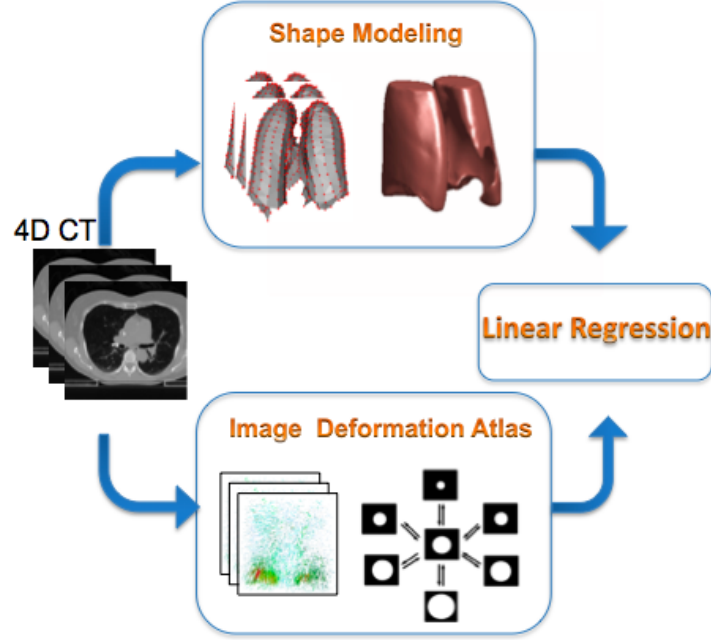 Shape Modeling
4D CT
Linear Regression
Image Deformation Atlas